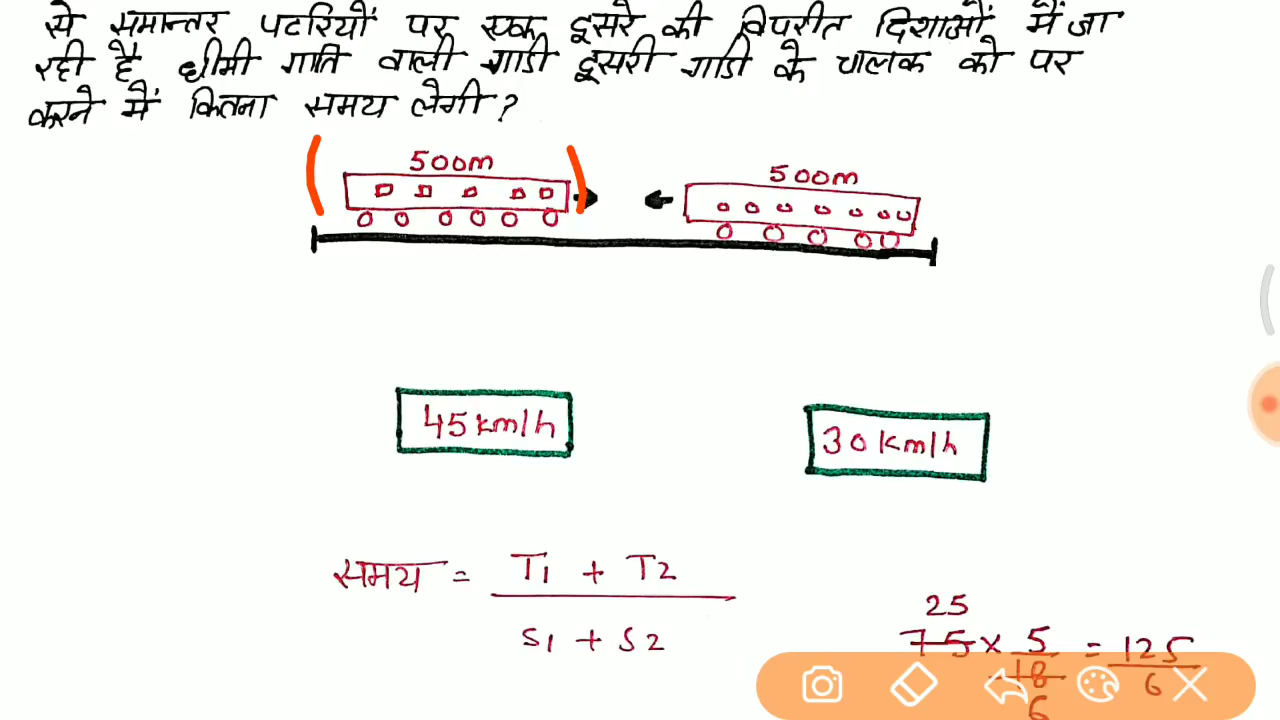 से समान्तर पटरियों पर एक दूसरे की विपरीत दिशाओं में जा
रही है धीमी गति वाली गाडी दूसरी गाडी के चालक को पर
करने में कितना समय लेगी?
500m
500m
45km/h
30km/h
समय = T1 + T2
S1 + S2
25
75 × 5 = 125
18 6
6